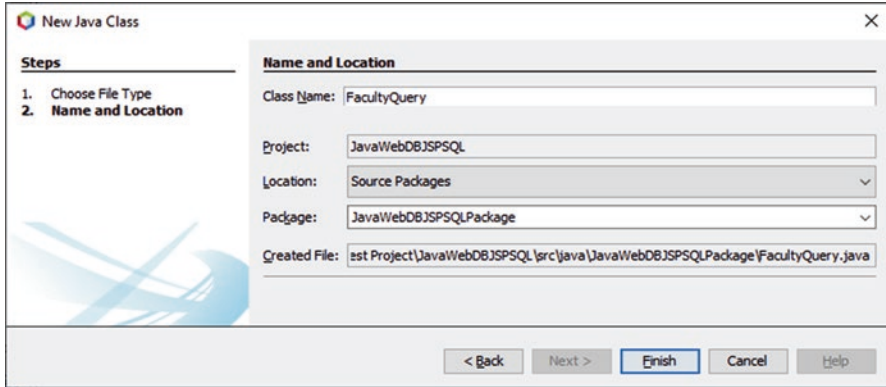 New Java Class
Steps
1. Choose File Type
2. Name and Location
Name and Location
Class Name: FacultyQuery
Project: JavaWebDBJSPSQL
Location: Source Packages
Package: JavaWebDBJSPSQLPackage
Created File: est Project\JavaWebDBJSPSQL\src\java\JavaWebDBJSPSQLPackage\FacultyQuery.java
< Back Next > Finish Cancel Help